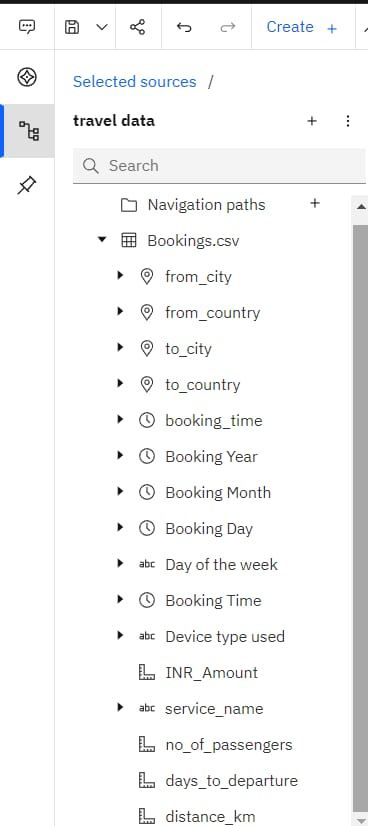 Create +
Selected sources /
travel data
Search
Navigation paths
Bookings.csv
from_city
from_country
to_city
to_country
booking_time
Booking Year
Booking Month
Booking Day
abc Day of the week
Booking Time
abc Device type used
INR_Amount
abc service_name
no_of_passengers
days_to_departure
distance_km